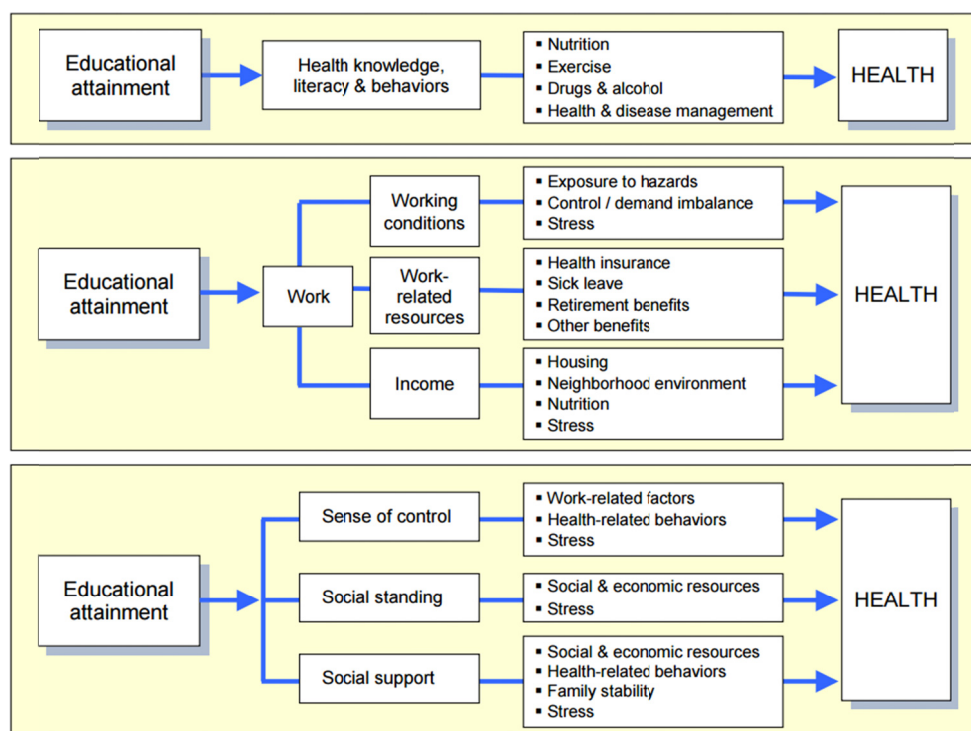 Educational
attainment
Health knowledge,
literacy & behaviors
▪ Nutrition
▪ Exercise
▪ Drugs & alcohol
▪ Health & disease management
HEALTH
Educational
attainment
Work
Working
conditions
▪ Exposure to hazards
▪ Control / demand imbalance
▪ Stress
Work-
related
resources
▪ Health insurance
▪ Sick leave
▪ Retirement benefits
▪ Other benefits
Income
▪ Housing
▪ Neighborhood environment
▪ Nutrition
▪ Stress
HEALTH
Educational
attainment
Sense of control
▪ Work-related factors
▪ Health-related behaviors
▪ Stress
Social standing
▪ Social & economic resources
▪ Stress
Social support
▪ Social & economic resources
▪ Health-related behaviors
▪ Family stability
▪ Stress
HEALTH